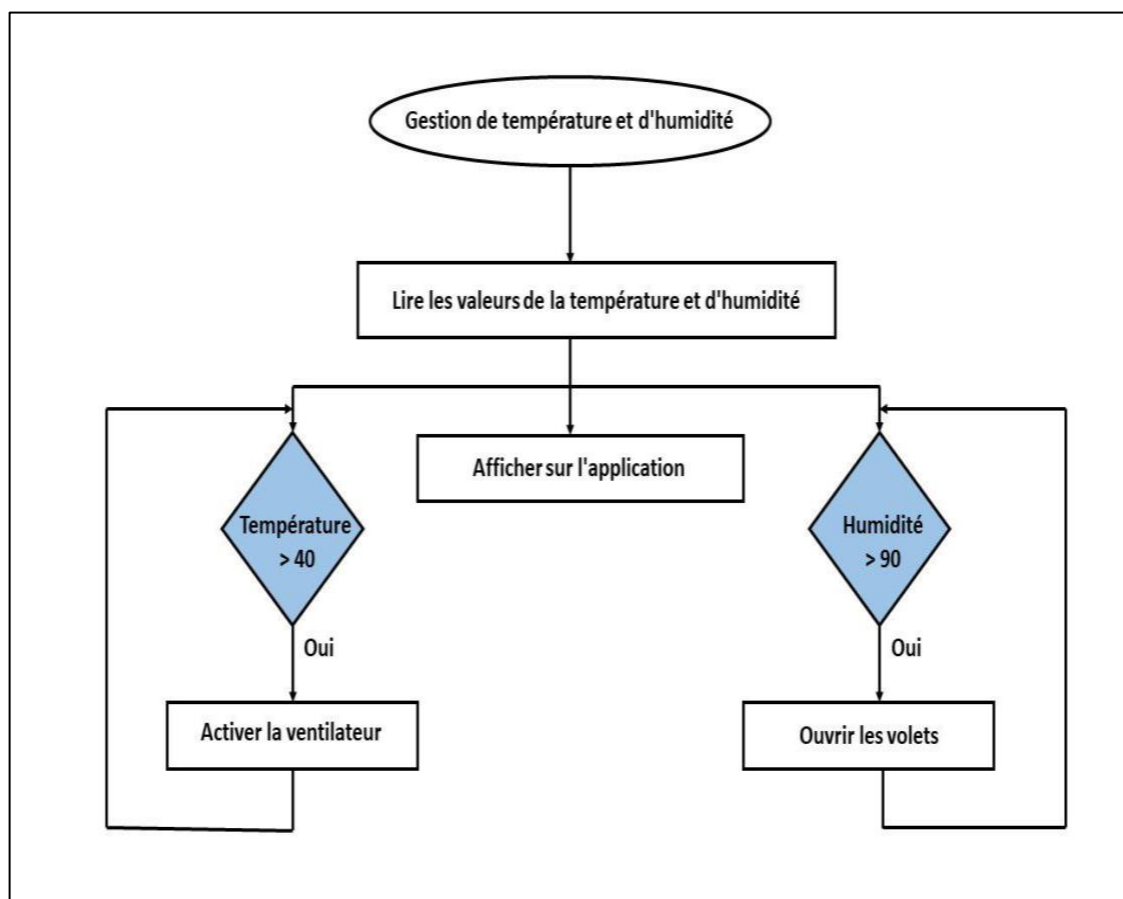 Gestion de température et d'humidité
Lire les valeurs de la température et d'humidité
Afficher sur l'application
Température
> 40
Humidité
> 90
Oui
Oui
Activer la ventilateur
Ouvrir les volets